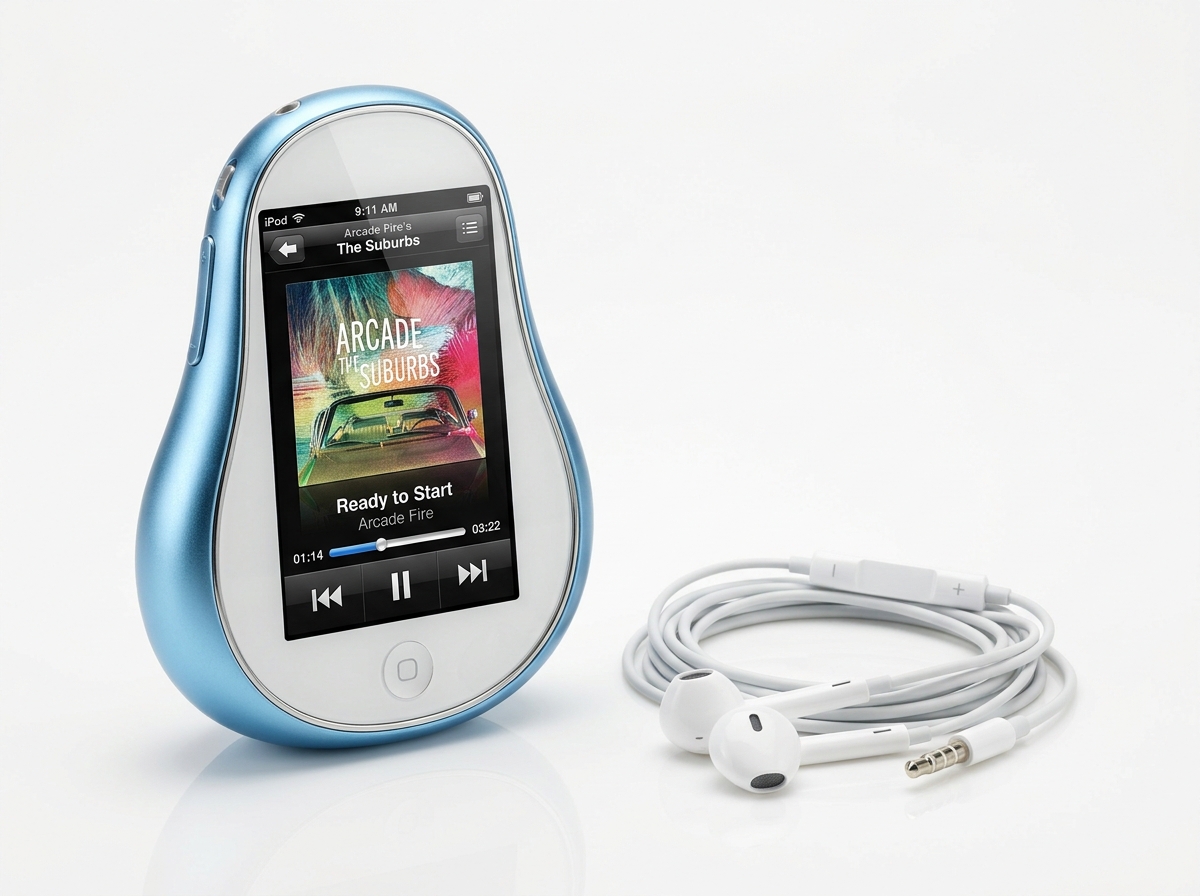 iPod 9:11 AM
Arcade Pire's
The Suburbs
ARCADE
THE SUBURBS
Ready to Start
Arcade Fire
01:14 03:22